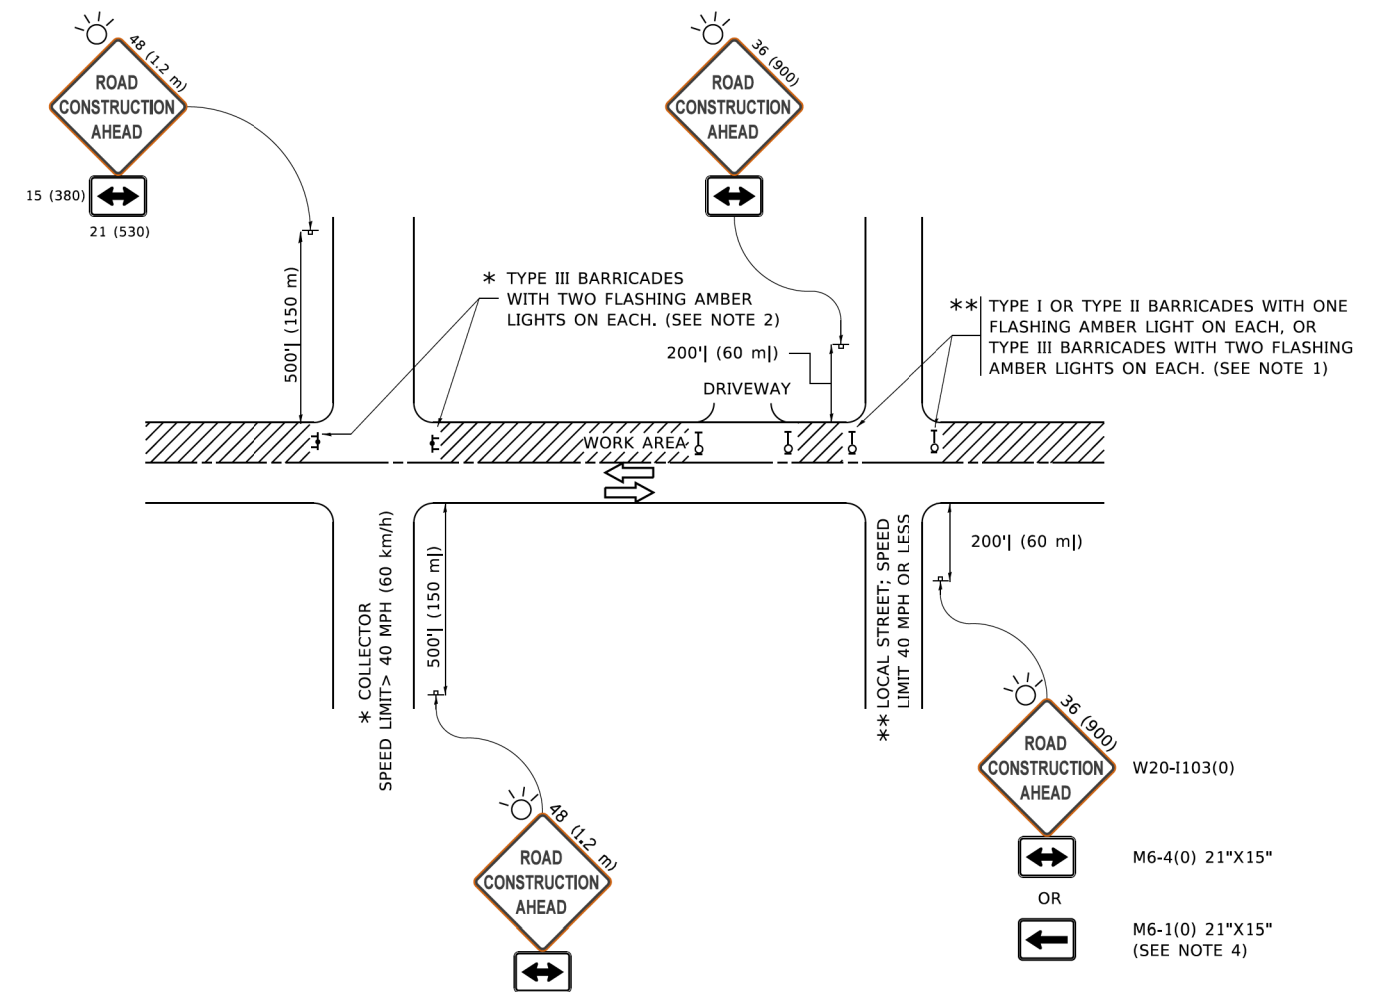 48 (1.2 m)
ROAD
CONSTRUCTION
AHEAD
15 (380)
21 (530)
36 (900)
ROAD
CONSTRUCTION
AHEAD
500'| (150 m)
* TYPE III BARRICADES
WITH TWO FLASHING AMBER
LIGHTS ON EACH. (SEE NOTE 2)
200'| (60 m|)
DRIVEWAY
** TYPE I OR TYPE II BARRICADES WITH ONE
FLASHING AMBER LIGHT ON EACH, OR
TYPE III BARRICADES WITH TWO FLASHING
AMBER LIGHTS ON EACH. (SEE NOTE 1)
WORK AREA
* COLLECTOR
SPEED LIMIT> 40 MPH (60 km/h)
500'| (150 m|)
** LOCAL STREET; SPEED
LIMIT 40 MPH OR LESS
200'| (60 m|)
48 (1.2 m)
ROAD
CONSTRUCTION
AHEAD
36 (900)
ROAD
CONSTRUCTION
AHEAD
W20-I103(0)
M6-4(0) 21"X15"
OR
M6-1(0) 21"X15"
(SEE NOTE 4)